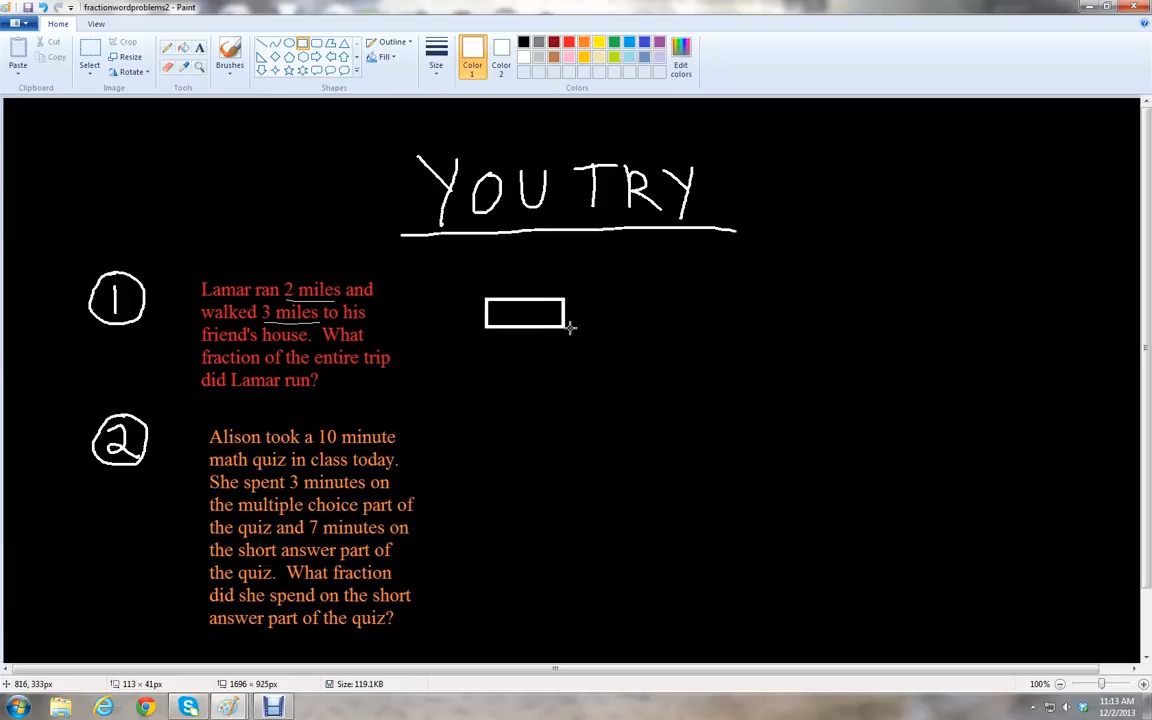 fractionwordproblems2 - Paint
Home View
Paste
Cut
Copy
Clipboard
Select
Crop
Resize
Rotate
Image
A
Tools
Brushes
Outline
Fill
Shapes
Size
Color 1
Color 2
Edit colors
Colors
YOU TRY
1
Lamar ran 2 miles and
walked 3 miles to his
friend's house. What
fraction of the entire trip
did Lamar run?
2
Alison took a 10 minute
math quiz in class today.
She spent 3 minutes on
the multiple choice part of
the quiz and 7 minutes on
the short answer part of
the quiz. What fraction
did she spend on the short
answer part of the quiz?
816, 333px 113 × 41px 1696 × 925px Size: 119.1KB 100%
11:13 AM
12/2/2013